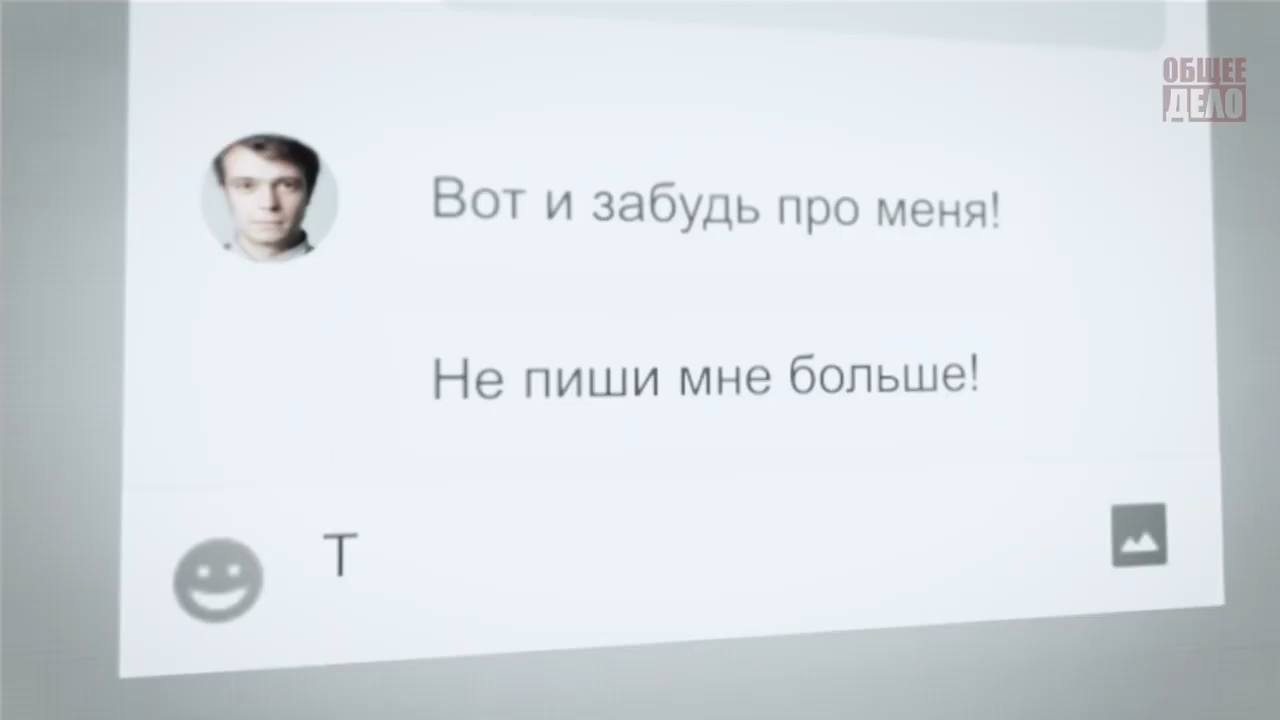 ОБЩЕЕ
ДЕЛО
Вот и забудь про меня!
Не пиши мне больше!
Т